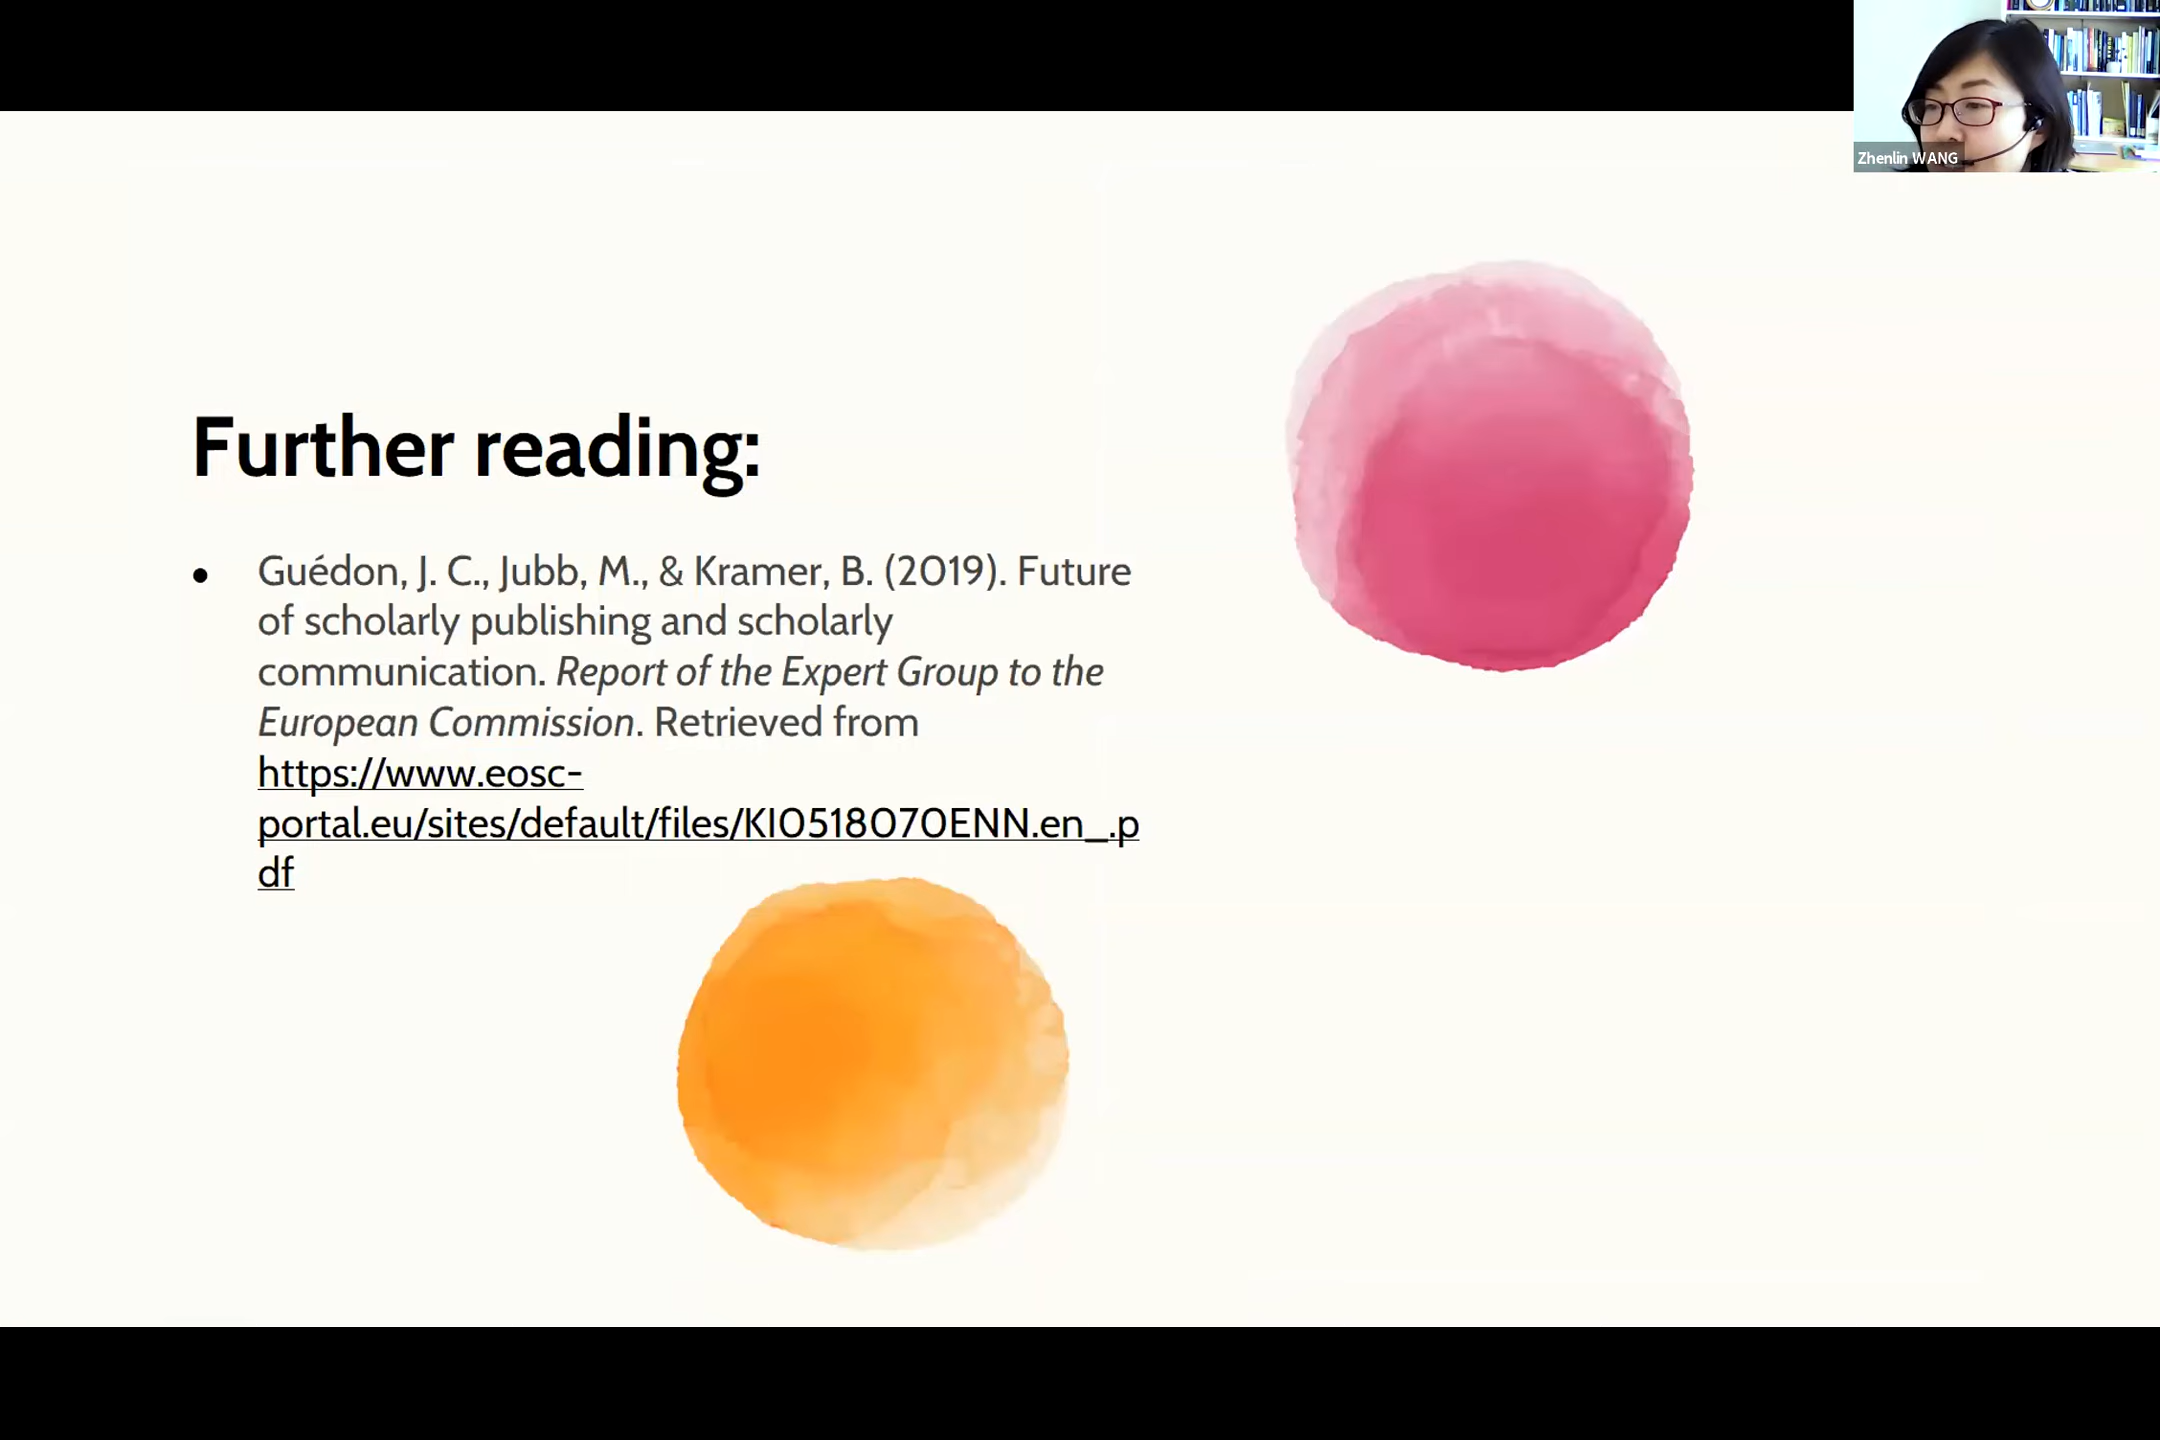 Zhenlin WANG
Further reading:
• Guédon, J. C., Jubb, M., & Kramer, B. (2019). Future
of scholarly publishing and scholarly
communication. Report of the Expert Group to the
European Commission. Retrieved from
https://www.eosc-
portal.eu/sites/default/files/KI0518070ENN.en_.p
df